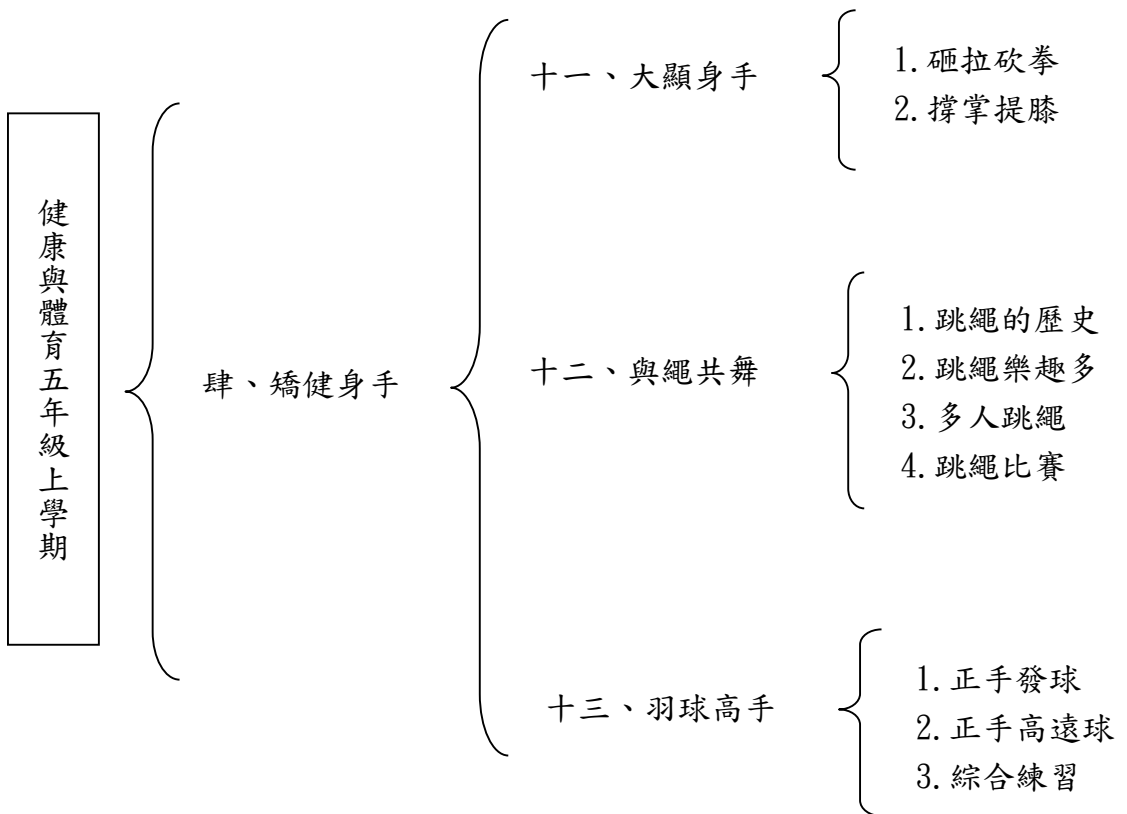 健康與體育五年級上學期
肆、矯健身手
十一、大顯身手
1.砸拉砍拳
2.撐掌提膝
十二、與繩共舞
1.跳繩的歷史
2.跳繩樂趣多
3.多人跳繩
4.跳繩比賽
十三、羽球高手
1.正手發球
2.正手高遠球
3.綜合練習